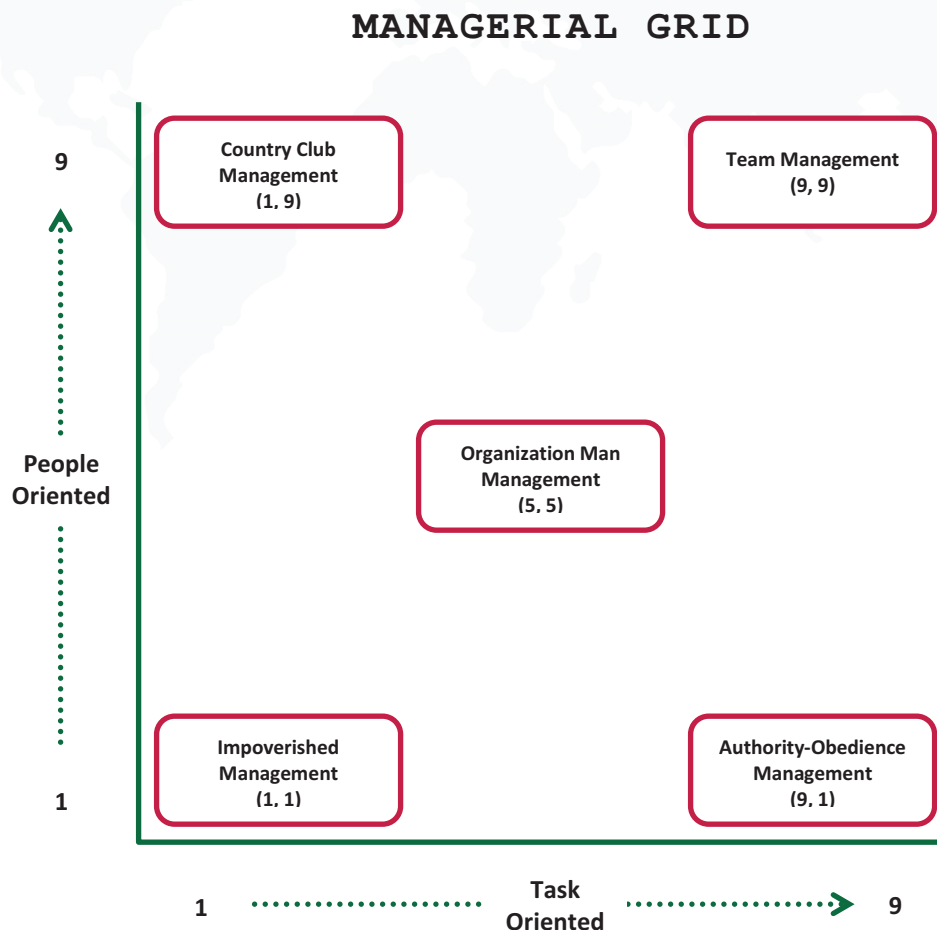 MANAGERIAL GRID
9
Country Club
Management
(1, 9)
Team Management
(9, 9)
People
Oriented
Organization Man
Management
(5, 5)
1
Impoverished
Management
(1, 1)
Authority-Obedience
Management
(9, 1)
1
Task
Oriented
9